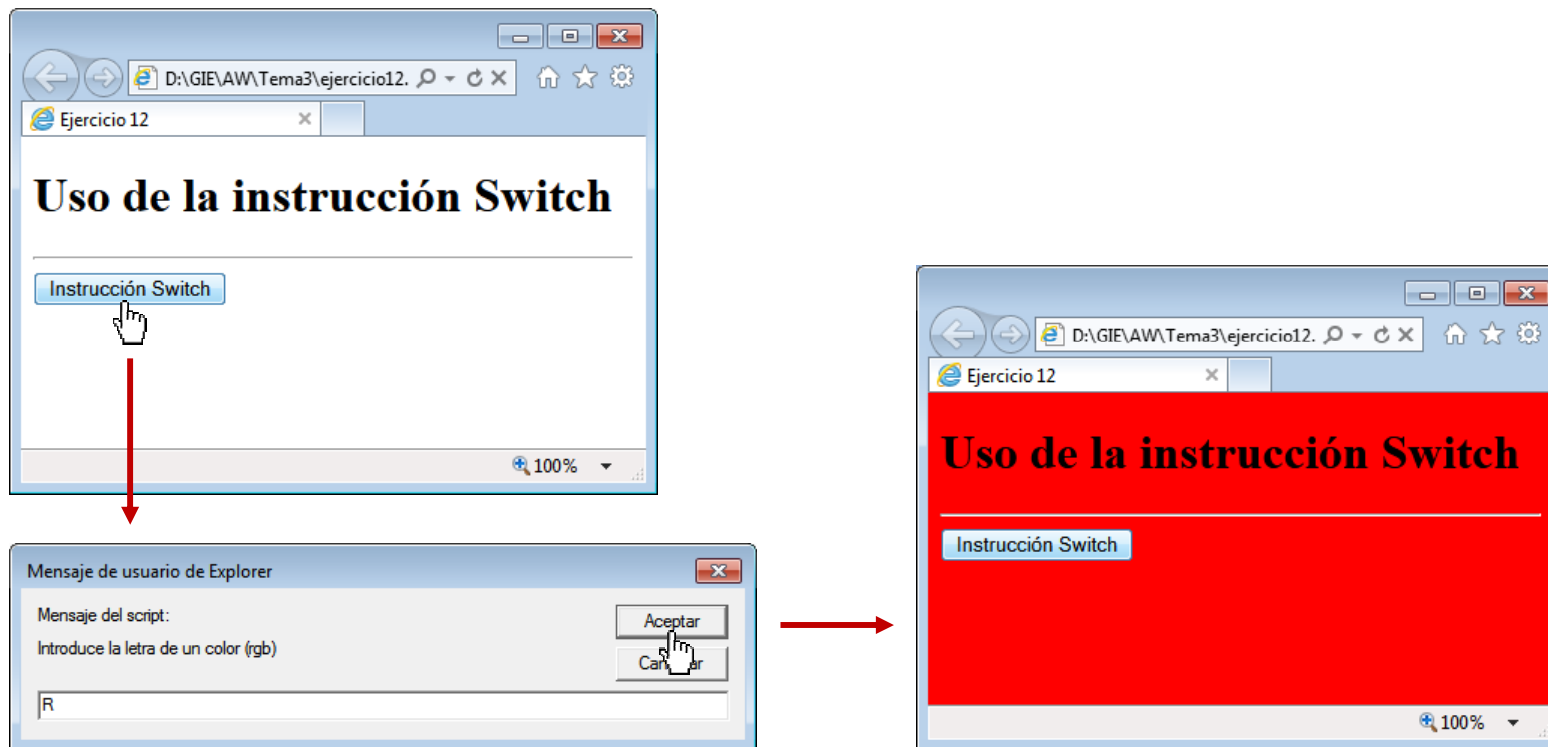 D:\GIE\AW\Tema3\ejercicio12.
Ejercicio 12
Uso de la instrucción Switch
Instrucción Switch
100%
Mensaje de usuario de Explorer
Mensaje del script:
Introduce la letra de un color (rgb)
Aceptar
R
D:\GIE\AW\Tema3\ejercicio12.
Ejercicio 12
Uso de la instrucción Switch
Instrucción Switch
100%